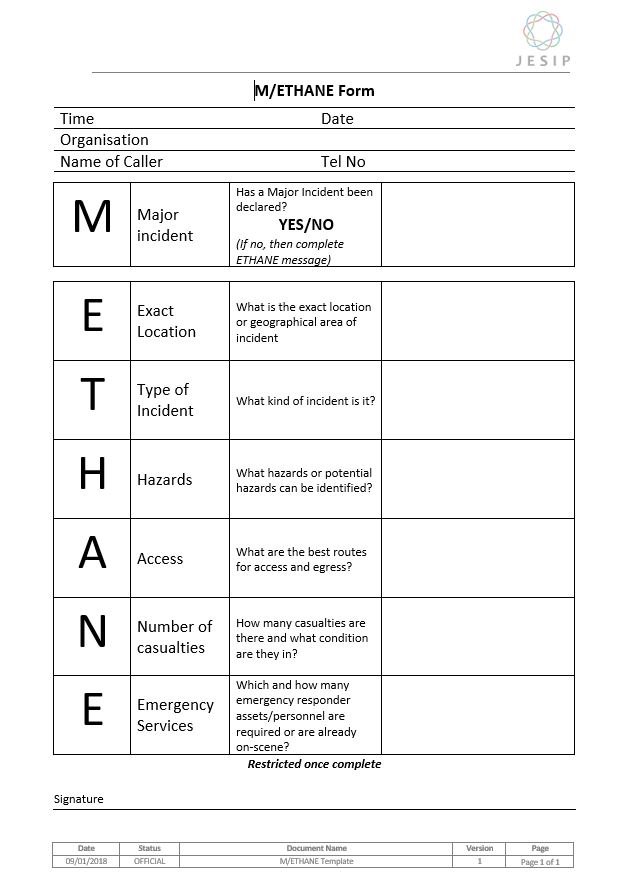 JESIP
M/ETHANE Form
Time Date
Organisation
Name of Caller Tel No
M
Major
incident
Has a Major Incident been
declared?
YES/NO
(If no, then complete
ETHANE message)
E
Exact
Location
What is the exact location
or geographical area of
incident
T
Type of
Incident
What kind of incident is it?
H
Hazards
What hazards or potential
hazards can be identified?
A
Access
What are the best routes
for access and egress?
N
Number of
casualties
How many casualties are
there and what condition
are they in?
E
Emergency
Services
Which and how many
emergency responder
assets/personnel are
required or are already
on-scene?
Restricted once complete
Signature
Date Status Document Name Version Page
09/01/2018 OFFICIAL M/ETHANE Template 1 Page 1 of 1